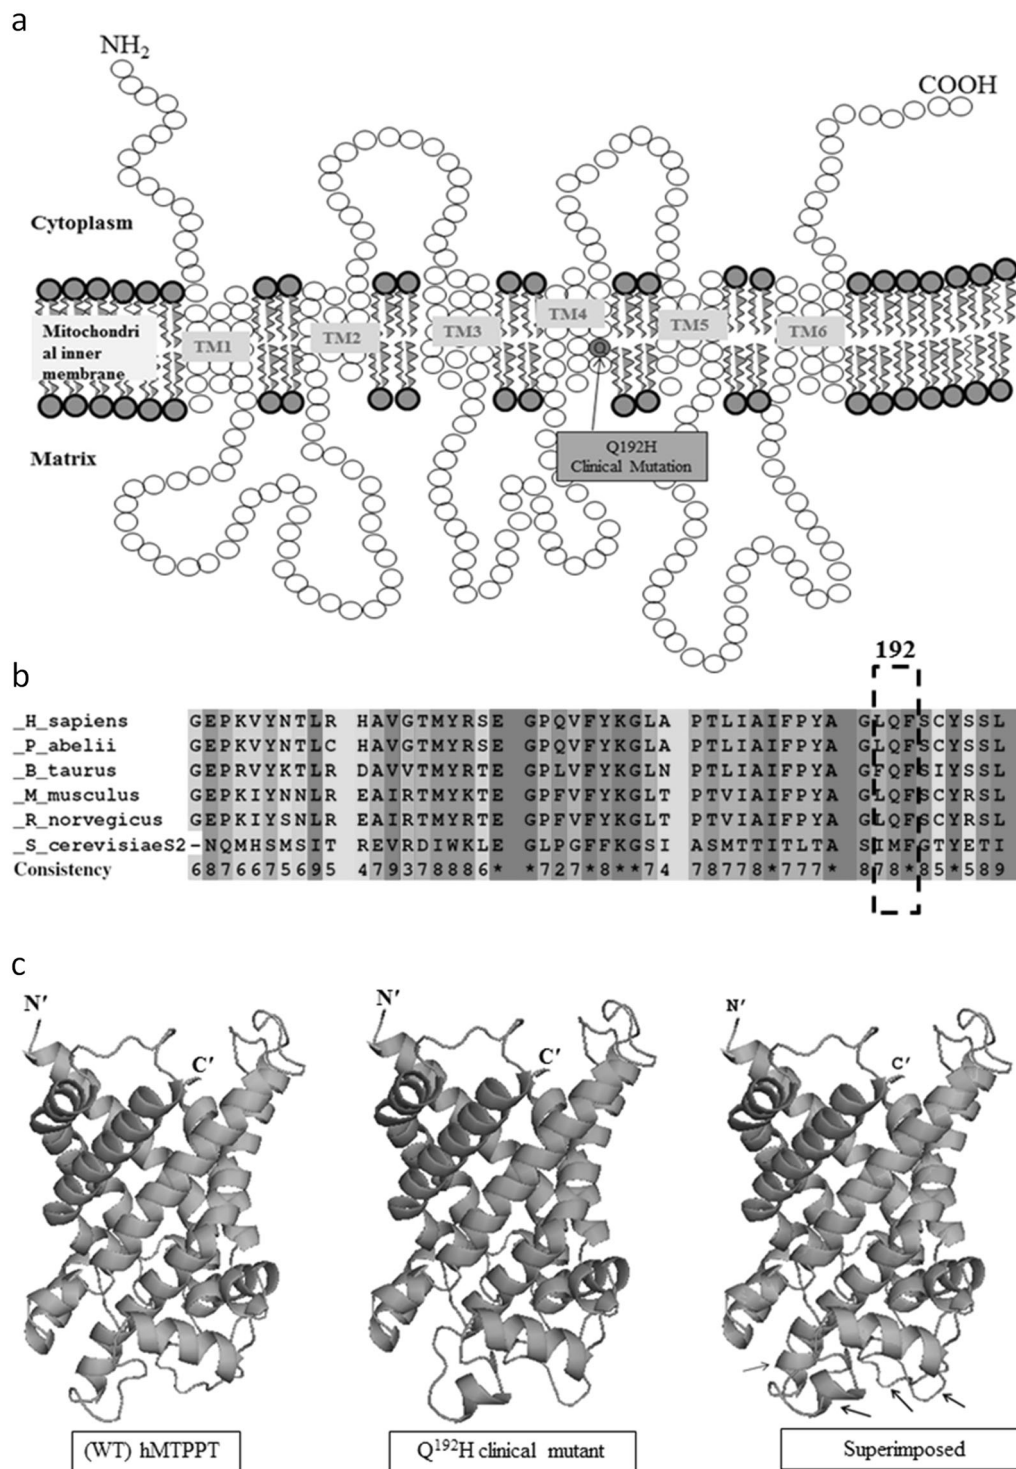 a
NH2
COOH
Cytoplasm
Mitochondri
al inner
membrane
TM1
TM2
TM3
TM4
TM5
TM6
Q
Matrix
Q192H
Clinical Mutation
b
192
_H_sapiens GEPKVYNTLR HAVGTMYRSE GPQVFYKGLA PTLIAIFPYA GLQFSCYSSL
_P_abelii GEPKVYNTLC HAVGTMYRSE GPQVFYKGLA PTLIAIFPYA GLQFSCYSSL
_B_taurus GEPRVYKTLR DAVVTMYRTE GPLVFYKGLN PTLIAIFPYA GFQFSIYSSL
_M_musculus GEPKIYNNLR EAIRTMYKTE GPFVFYKGLT PTVIAIFPYA GLQFSCYRSL
_R_norvegicus GEPKIYSNLR EAIRTMYRTE GPFVFYKGLT PTVIAIFPYA GLQFSCYRSL
_S_cerevisiaeS2 -NQMHSMSIT REVRDIWKLE GLPGFFKGSI ASMTTITLTA SIMFGTYETI
Consistency 6876675695 479378886* *727*8**74 78778*777* 878*85*589
c
N'
C'
N'
C'
N'
C'
(WT) hMTPPT
Q192H clinical mutant
Superimposed